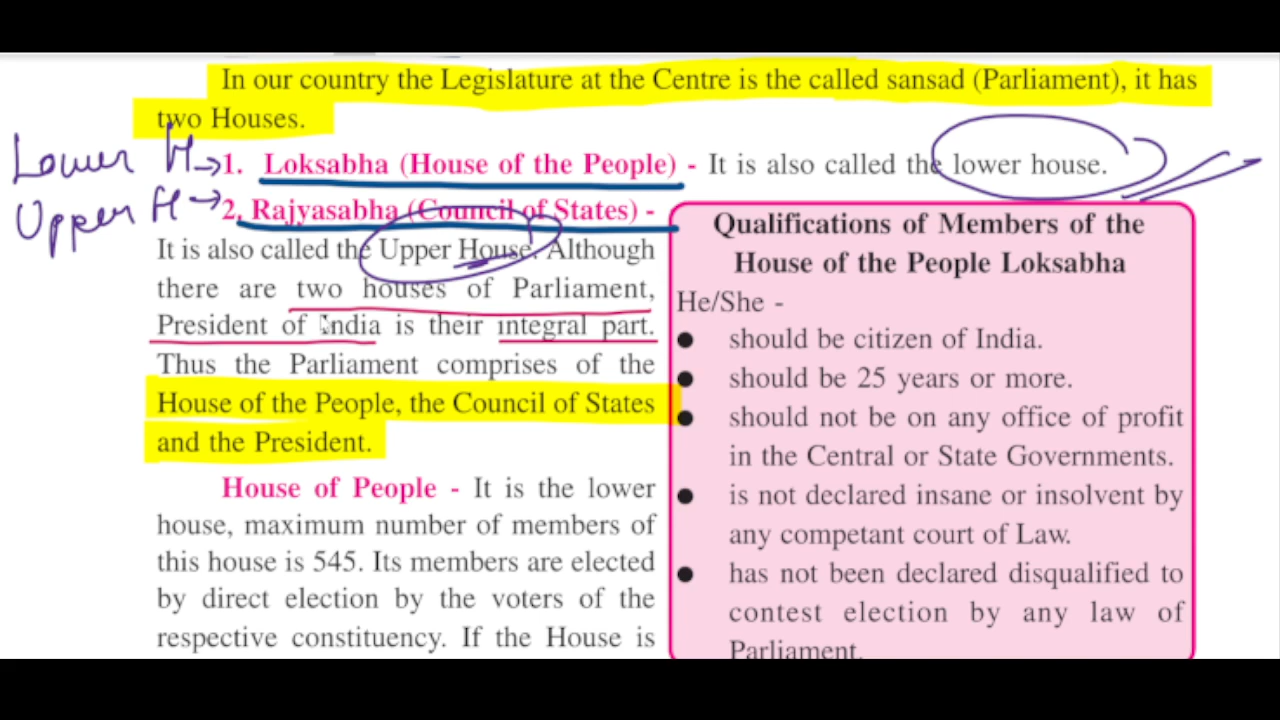 In our country the Legislature at the Centre is the called sansad (Parliament), it has
two Houses.
Lower H → 1. Loksabha (House of the People) - It is also called the lower house.
Upper H → 2. Rajyasabha (Council of States) -
It is also called the Upper House. Although
there are two houses of Parliament,
President of India is their integral part.
Thus the Parliament comprises of the
House of the People, the Council of States
and the President.
House of People - It is the lower
house, maximum number of members of
this house is 545. Its members are elected
by direct election by the voters of the
respective constituency. If the House is
Qualifications of Members of the
House of the People Loksabha
He/She -
● should be citizen of India.
● should be 25 years or more.
● should not be on any office of profit
in the Central or State Governments.
● is not declared insane or insolvent by
any competant court of Law.
● has not been declared disqualified to
contest election by any law of
Parliament.